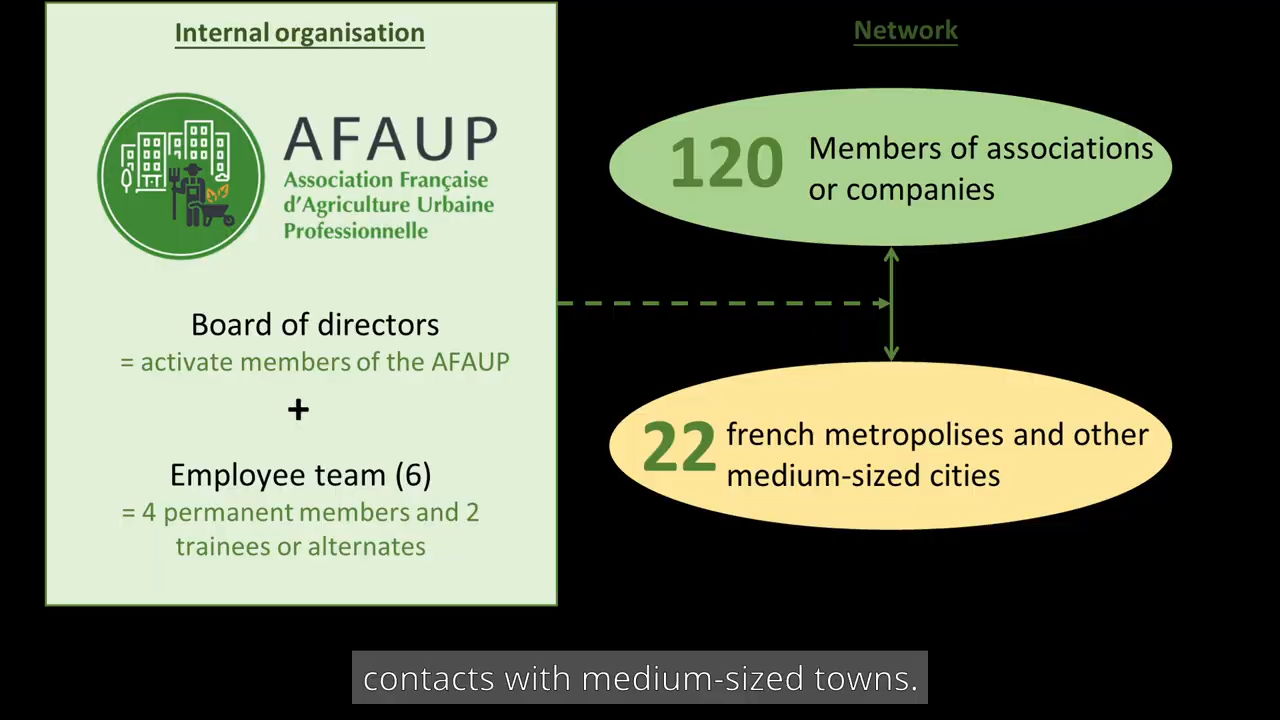 Internal organisation
AFAUP
Association Française
d'Agriculture Urbaine
Professionnelle
Board of directors
= activate members of the AFAUP
+
Employee team (6)
= 4 permanent members and 2
trainees or alternates
Network
120 Members of associations
or companies
22 french metropolises and other
medium-sized cities
contacts with medium-sized towns.